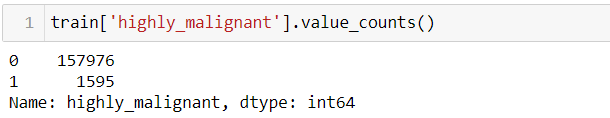 1 train['highly_malignant'].value_counts()
0 157976
1 1595
Name: highly_malignant, dtype: int64